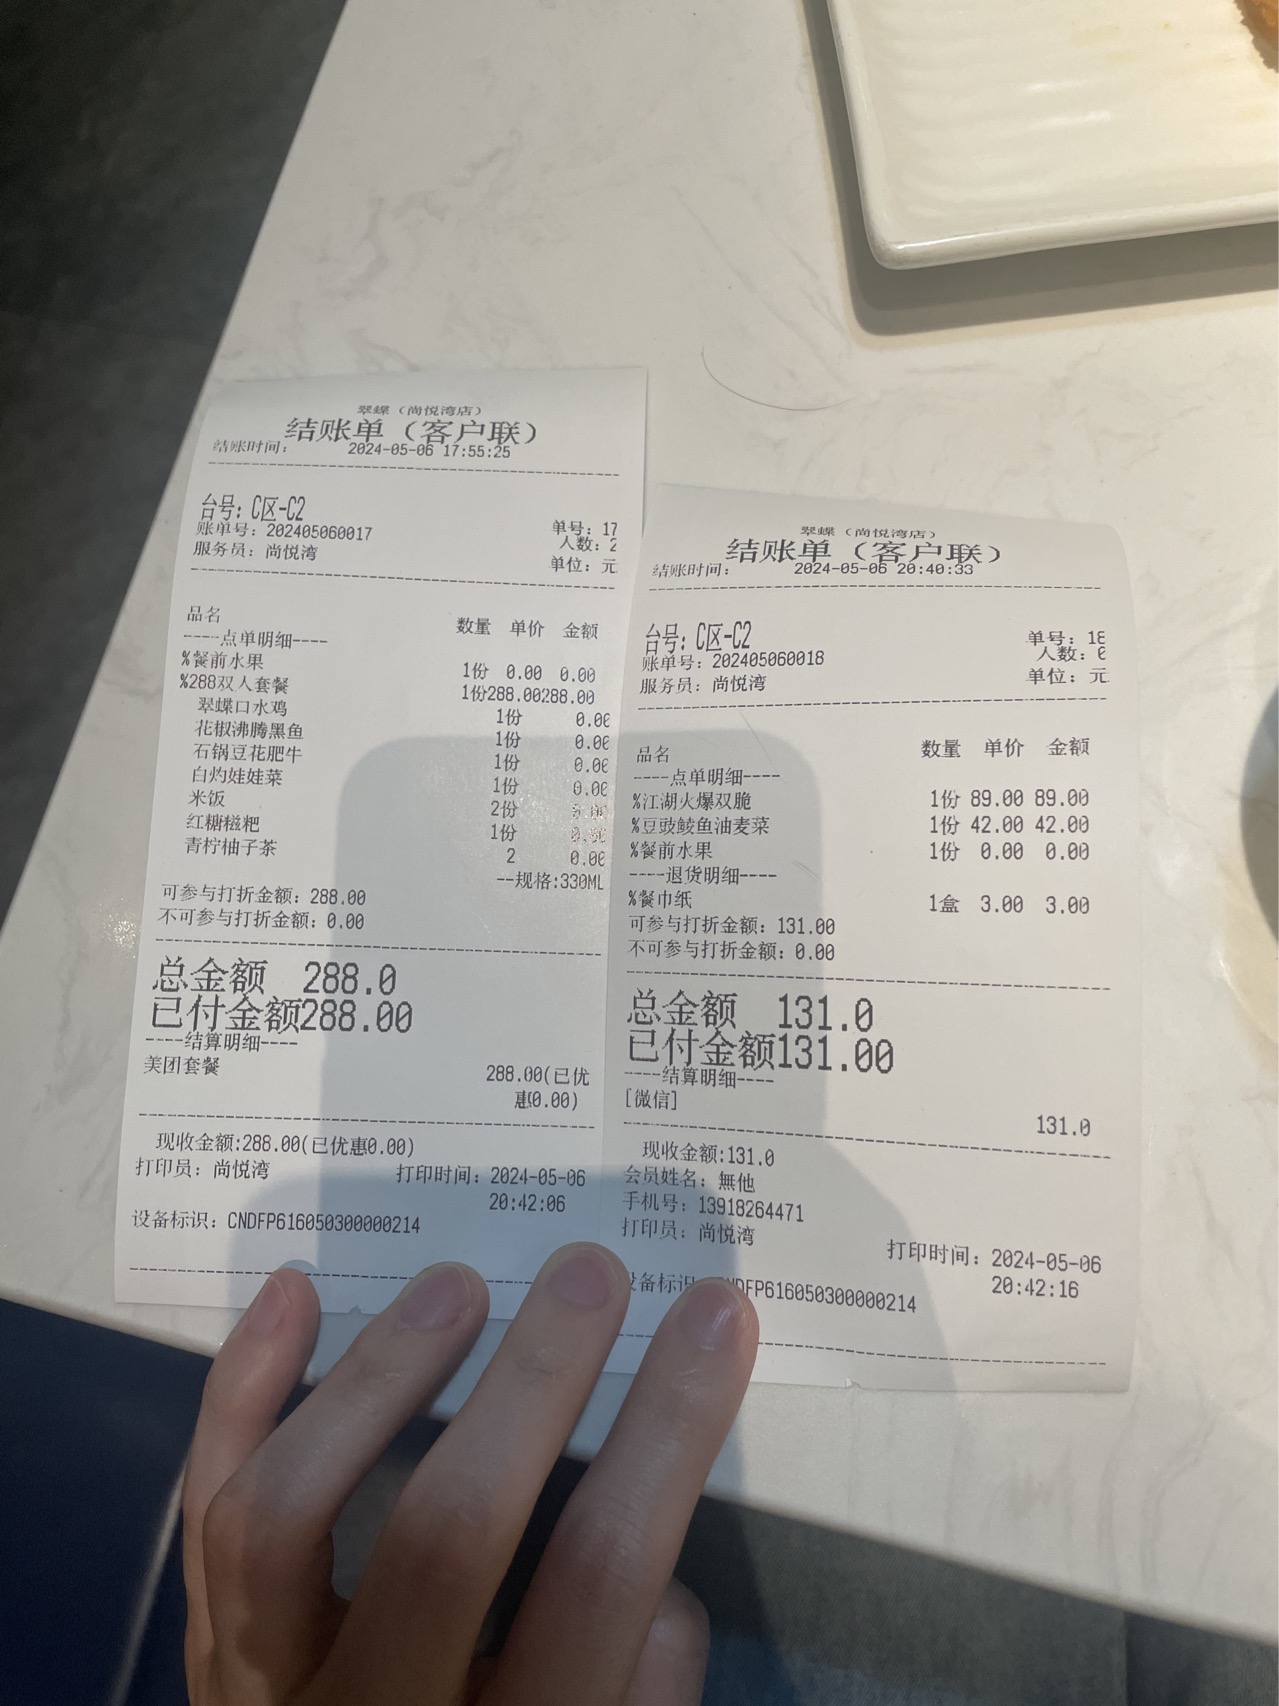 翠蝶（尚悦湾店）
结账单（客户联）
结账时间： 2024-05-06 17:55:25
台号: C区-C2
账单号: 202405060017 单号: 17
服务员: 尚悦湾 人数: 2
单位: 元
品名 数量 单价 金额
----点单明细----
%餐前水果 1份 0.00 0.00
%288双人套餐 1份288.00288.00
翠蝶口水鸡 1份 0.00
花椒沸腾黑鱼 1份 0.00
石锅豆花肥牛 1份 0.00
白灼娃娃菜 1份 0.00
米饭 2份 0.00
红糖糍粑 1份 0.00
青柠柚子茶 2 0.00
--规格:330ML
可参与打折金额: 288.00
不可参与打折金额: 0.00
总金额 288.0
已付金额288.00
----结算明细----
美团套餐 288.00(已优
惠0.00)
现收金额:288.00(已优惠0.00)
打印员: 尚悦湾 打印时间: 2024-05-06
20:42:06
设备标识: CNDFP616050300000214
翠蝶（尚悦湾店）
结账单（客户联）
结账时间: 2024-05-06 20:40:33
台号: C区-C2
账单号: 202405060018 单号: 18
服务员: 尚悦湾 人数:
单位: 元
品名 数量 单价 金额
----点单明细----
%江湖火爆双脆 1份 89.00 89.00
%豆豉鲮鱼油麦菜 1份 42.00 42.00
%餐前水果 1份 0.00 0.00
----退货明细----
%餐巾纸 1盒 3.00 3.00
可参与打折金额: 131.00
不可参与打折金额: 0.00
总金额 131.0
已付金额131.00
----结算明细----
[微信]
131.0
现收金额:131.0
会员姓名: 無他
手机号: 13918264471
打印员: 尚悦湾
打印时间: 2024-05-06
20:42:16
设备标识 NDFP616050300000214